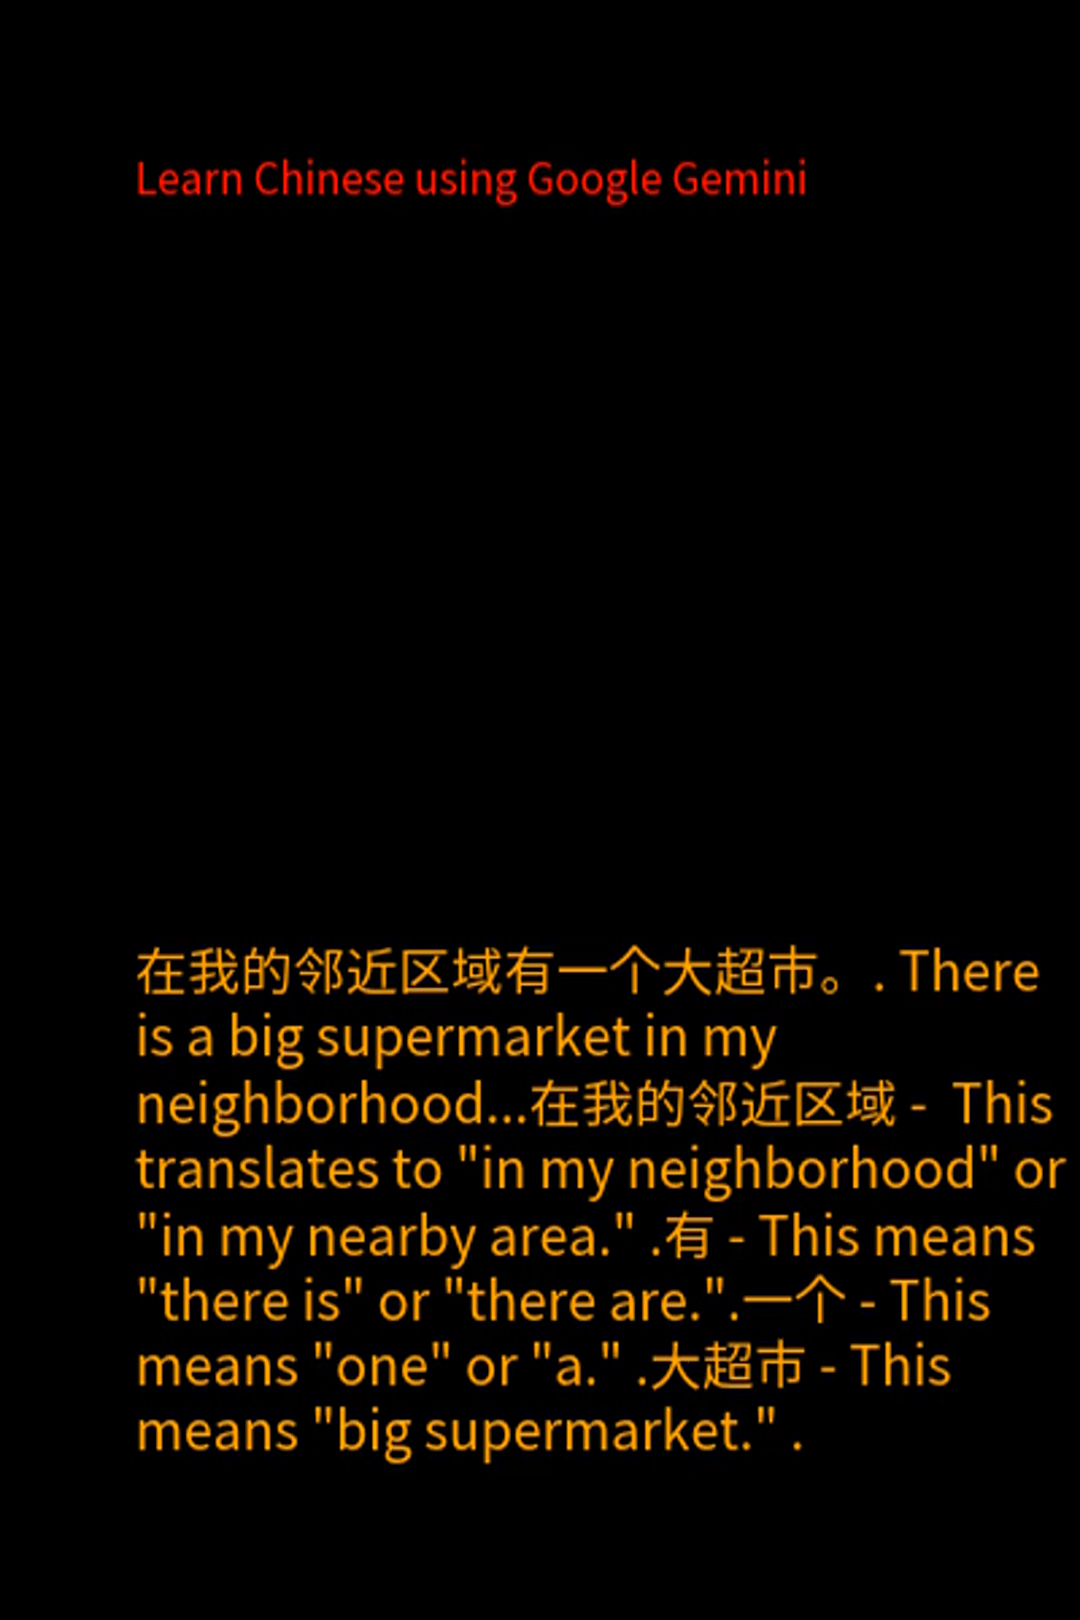 Learn Chinese using Google Gemini
在我的邻近区域有一个大超市。. There
is a big supermarket in my
neighborhood...在我的邻近区域 -  This
translates to "in my neighborhood" or
"in my nearby area." .有 - This means
"there is" or "there are.".一个 - This
means "one" or "a." .大超市 - This
means "big supermarket." .